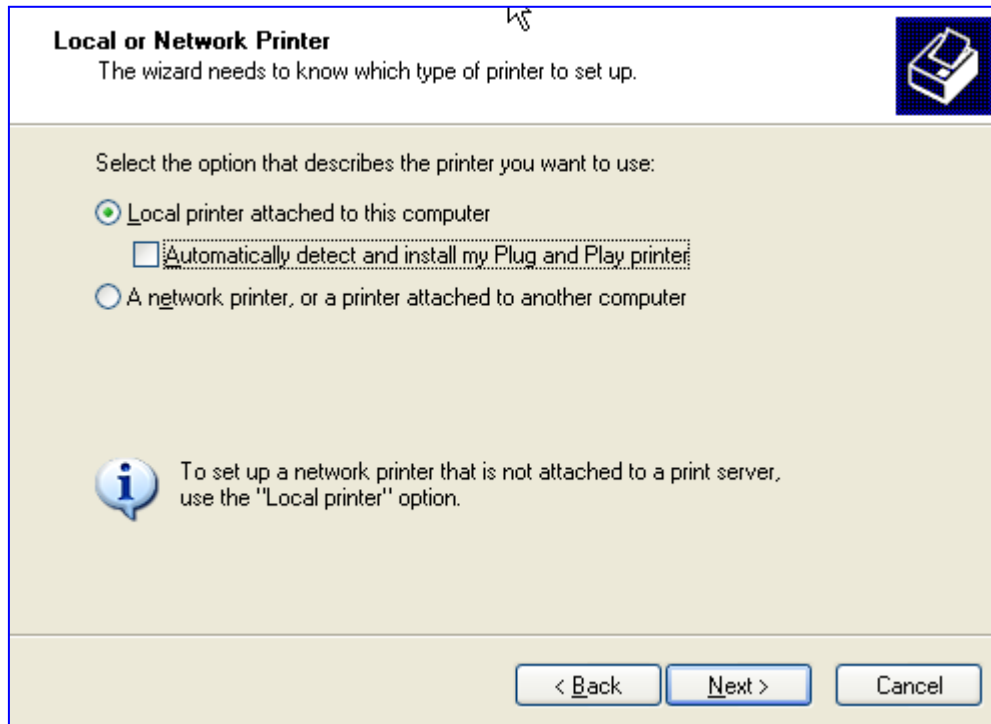 Local or Network Printer
The wizard needs to know which type of printer to set up.
Select the option that describes the printer you want to use:
Local printer attached to this computer
Automatically detect and install my Plug and Play printer
A network printer, or a printer attached to another computer
To set up a network printer that is not attached to a print server,
use the "Local printer" option.
< Back
Next >
Cancel